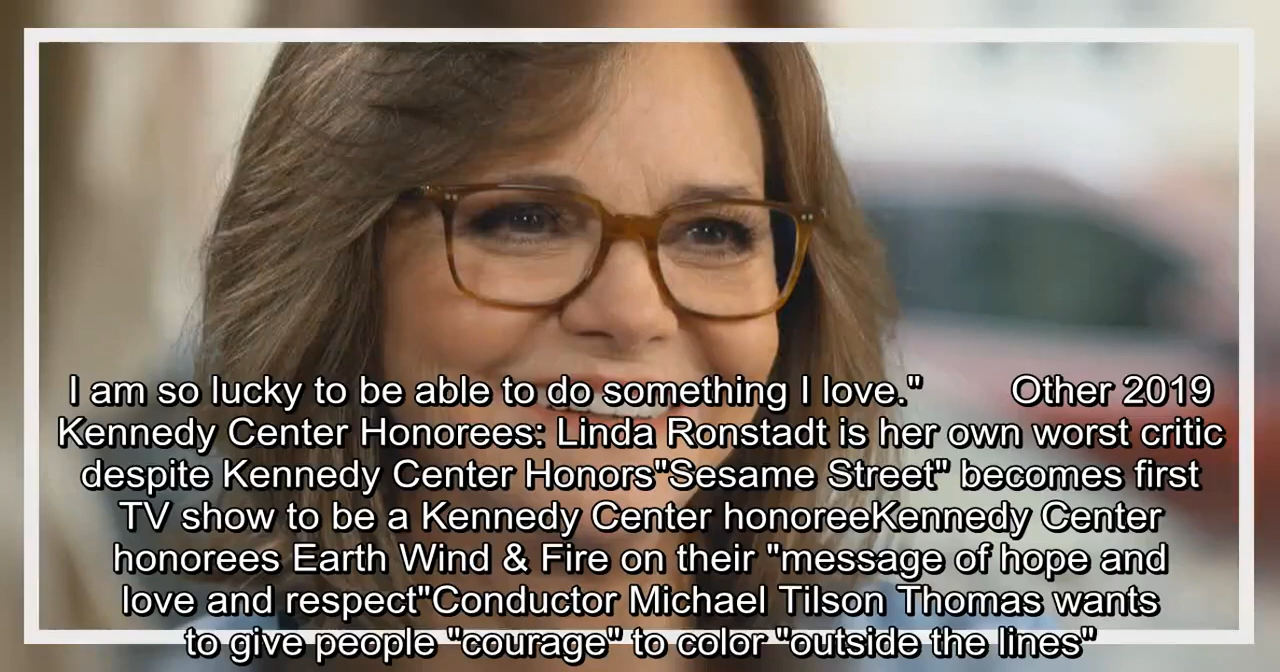 I am so lucky to be able to do something I love." Other 2019
Kennedy Center Honorees: Linda Ronstadt is her own worst critic
despite Kennedy Center Honors"Sesame Street" becomes first
TV show to be a Kennedy Center honoreeKennedy Center
honorees Earth Wind & Fire on their "message of hope and
love and respect"Conductor Michael Tilson Thomas wants
to give people "courage" to color "outside the lines"